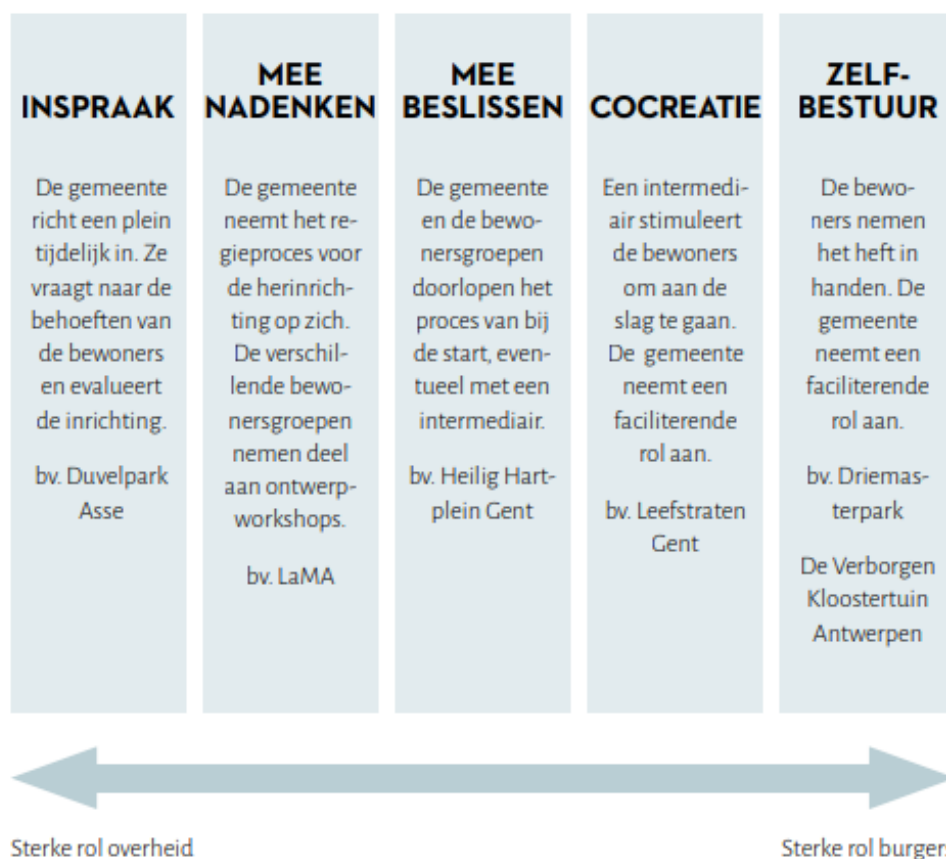 INSPRAAK
De gemeente
richt een plein
tijdelijk in. Ze
vraagt naar de
behoeften van
de bewoners
en evalueert
de inrichting.
bv. Duvelpark
Asse
MEE
NADENKEN
De gemeente
neemt het re-
gieproces voor
de herinrich-
ting op zich.
De verschil-
lende bewo-
nersgroepen
nemen deel
aan ontwerp-
workshops.
bv. LaMA
MEE
BESLISSEN
De gemeente
en de bewo-
nersgroepen
doorlopen het
proces van bij
de start, even-
tueel met een
intermediair.
bv. Heilig Hart-
plein Gent
COCREATIE
Een intermedi-
air stimuleert
de bewoners
om aan de
slag te gaan.
De gemeente
neemt een
faciliterende
rol aan.
bv. Leefstraten
Gent
ZELF-
BESTUUR
De bewo-
ners nemen
het heft in
handen. De
gemeente
neemt een
faciliterende
rol aan.
bv. Driemas-
terpark
De Verborgen
Kloostertuin
Antwerpen
Sterke rol overheid
Sterke rol burgers